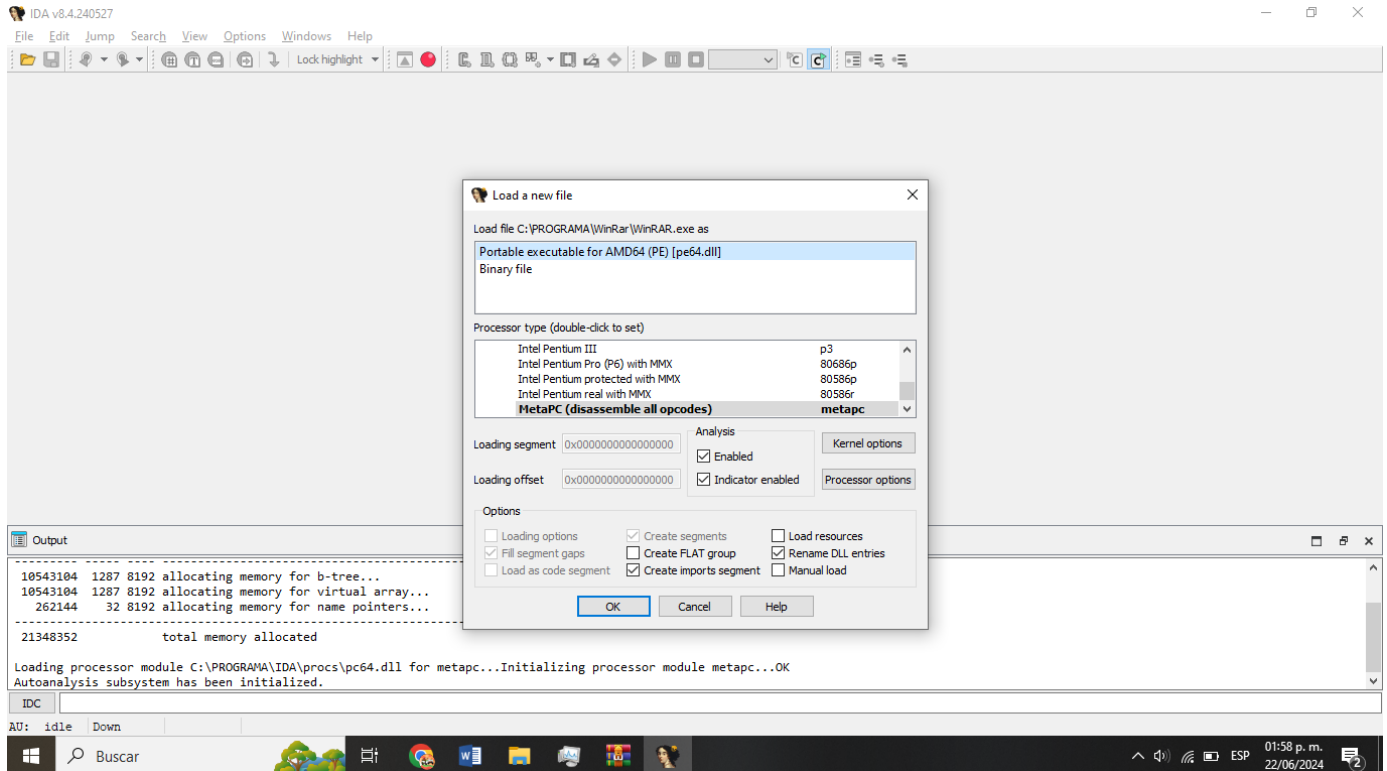 IDA v8.4.240527
File Edit Jump Search View Options Windows Help
Lock highlight
Load a new file
Load file C:\PROGRAMA\WinRar\WinRAR.exe as
Portable executable for AMD64 (PE) [pe64.dll]
Binary file
Processor type (double-click to set)
Intel Pentium III p3
Intel Pentium Pro (P6) with MMX 80686p
Intel Pentium protected with MMX 80586p
Intel Pentium real with MMX 80586r
MetaPC (disassemble all opcodes) metapc
Analysis
Loading segment 0x0000000000000000 Enabled Kernel options
Loading offset 0x0000000000000000 Indicator enabled Processor options
Options
Loading options Create segments Load resources
Fill segment gaps Create FLAT group Rename DLL entries
Load as code segment Create imports segment Manual load
OK Cancel Help
Output
10543104 1287 8192 allocating memory for b-tree...
10543104 1287 8192 allocating memory for virtual array...
262144 32 8192 allocating memory for name pointers...
-----------------------------------------------------------------
21348352 total memory allocated
Loading processor module C:\PROGRAMA\IDA\procs\pc64.dll for metapc...Initializing processor module metapc...OK
Autoanalysis subsystem has been initialized.
IDC
AU: idle Down
Buscar
ESP
01:58 p. m.
22/06/2024
2